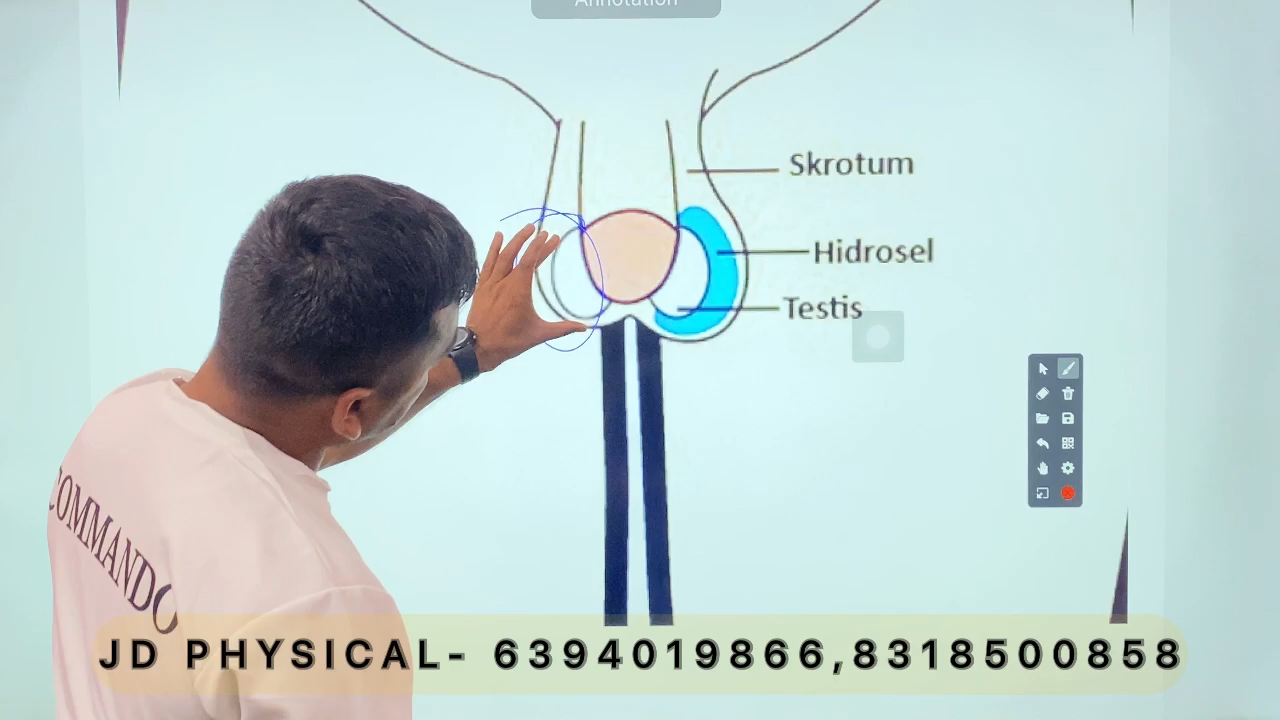 Annotation
Skrotum
Hidrosel
Testis
COMMANDO
JD PHYSICAL- 6394019866,8318500858